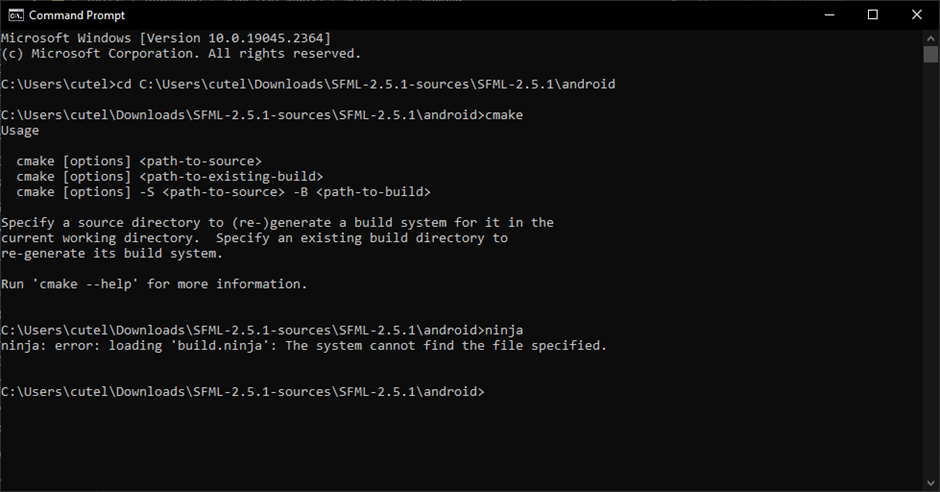 Command Prompt
Microsoft Windows [Version 10.0.19045.2364]
(c) Microsoft Corporation. All rights reserved.
C:\Users\cutel>cd C:\Users\cutel\Downloads\SFML-2.5.1-sources\SFML-2.5.1\android
C:\Users\cutel\Downloads\SFML-2.5.1-sources\SFML-2.5.1\android>cmake
Usage
cmake [options] <path-to-source>
cmake [options] <path-to-existing-build>
cmake [options] -S <path-to-source> -B <path-to-build>
Specify a source directory to (re-)generate a build system for it in the
current working directory.  Specify an existing build directory to
re-generate its build system.
Run 'cmake --help' for more information.
C:\Users\cutel\Downloads\SFML-2.5.1-sources\SFML-2.5.1\android>ninja
ninja: error: loading 'build.ninja': The system cannot find the file specified.
C:\Users\cutel\Downloads\SFML-2.5.1-sources\SFML-2.5.1\android>